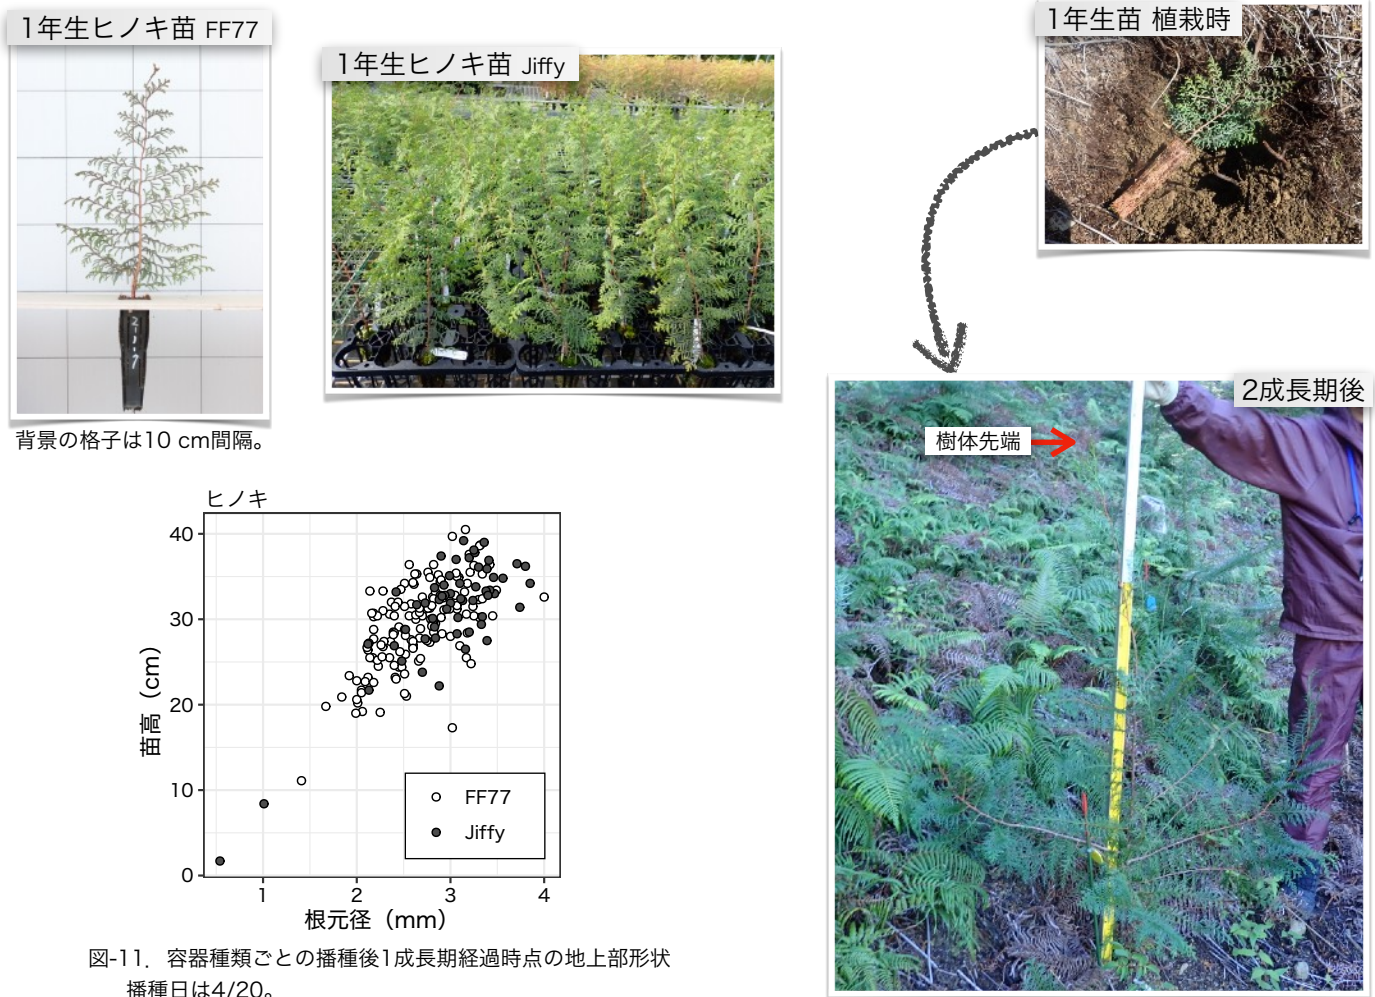 1年生ヒノキ苗 FF77
1年生ヒノキ苗 Jiffy
1年生苗 植栽時
背景の格子は10 cm間隔。
2成長期後
樹体先端
ヒノキ
苗高（cm）
40
30
20
10
0
FF77
Jiffy
1 2 3 4
根元径（mm）
図-11．容器種類ごとの播種後1成長期経過時点の地上部形状
播種日は4/20。